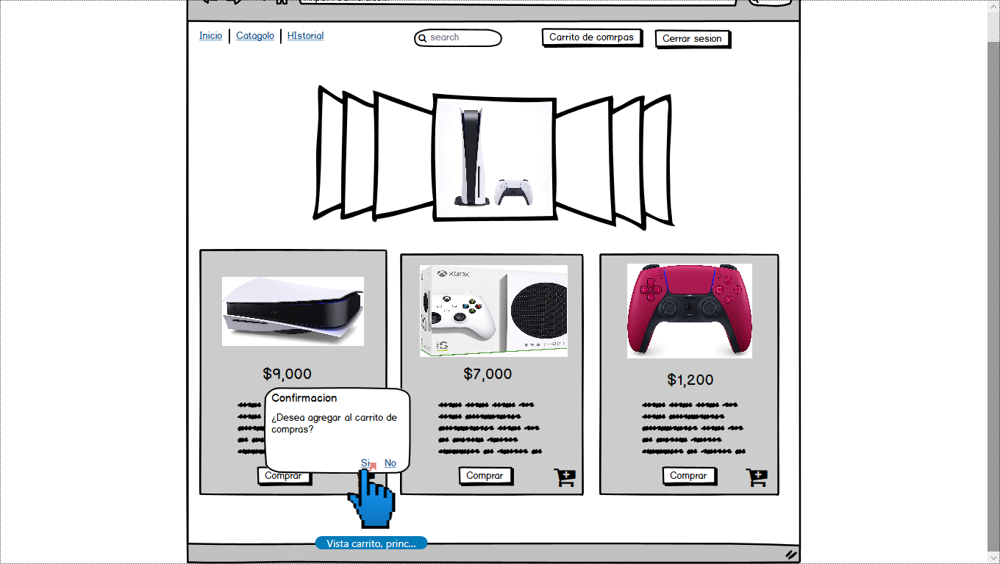 Inicio
Catagolo
HIstorial
search
Carrito de comrpas
Cerrar sesion
XBOX
$9,000
$7,000
$1,200
Confirmacion
¿Desea agregar al carrito de
compras?
Si
No
Comprar
Comprar
Comprar
Vista carrito, princ...